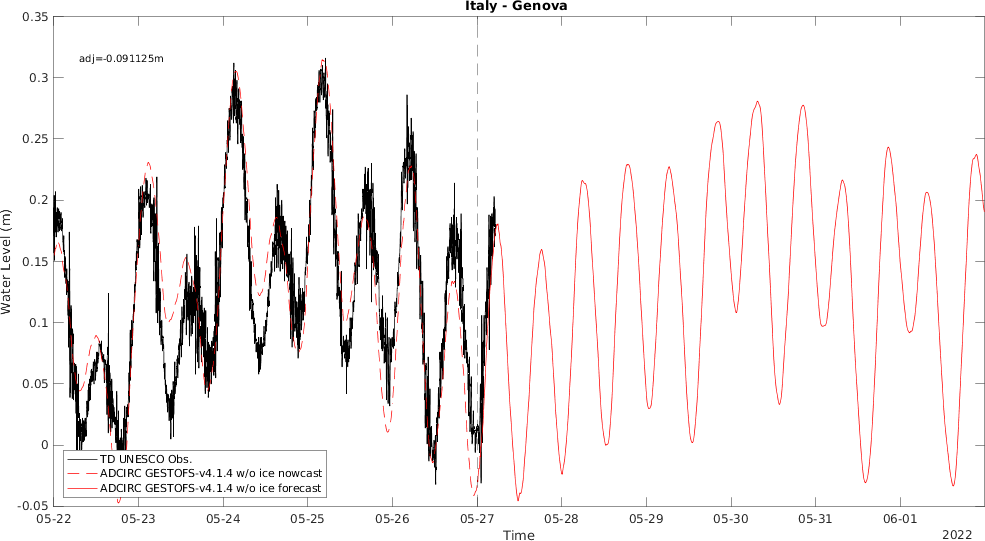 Italy - Genova
0.35
adj=-0.091125m
0.3
0.25
0.2
0.15
0.1
0.05
0
-0.05
Water Level (m)
TD UNESCO Obs.
ADCIRC GESTOFS-v4.1.4 w/o ice nowcast
ADCIRC GESTOFS-v4.1.4 w/o ice forecast
05-22 05-23 05-24 05-25 05-26 05-27 05-28 05-29 05-30 05-31 06-01
Time
2022